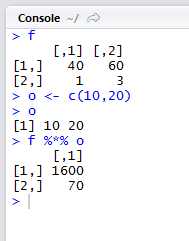 Console ~/
> f
     [,1] [,2]
[1,]   40   60
[2,]    1    3
> o <- c(10,20)
> o
[1] 10 20
> f %*% o
     [,1]
[1,] 1600
[2,]   70
>